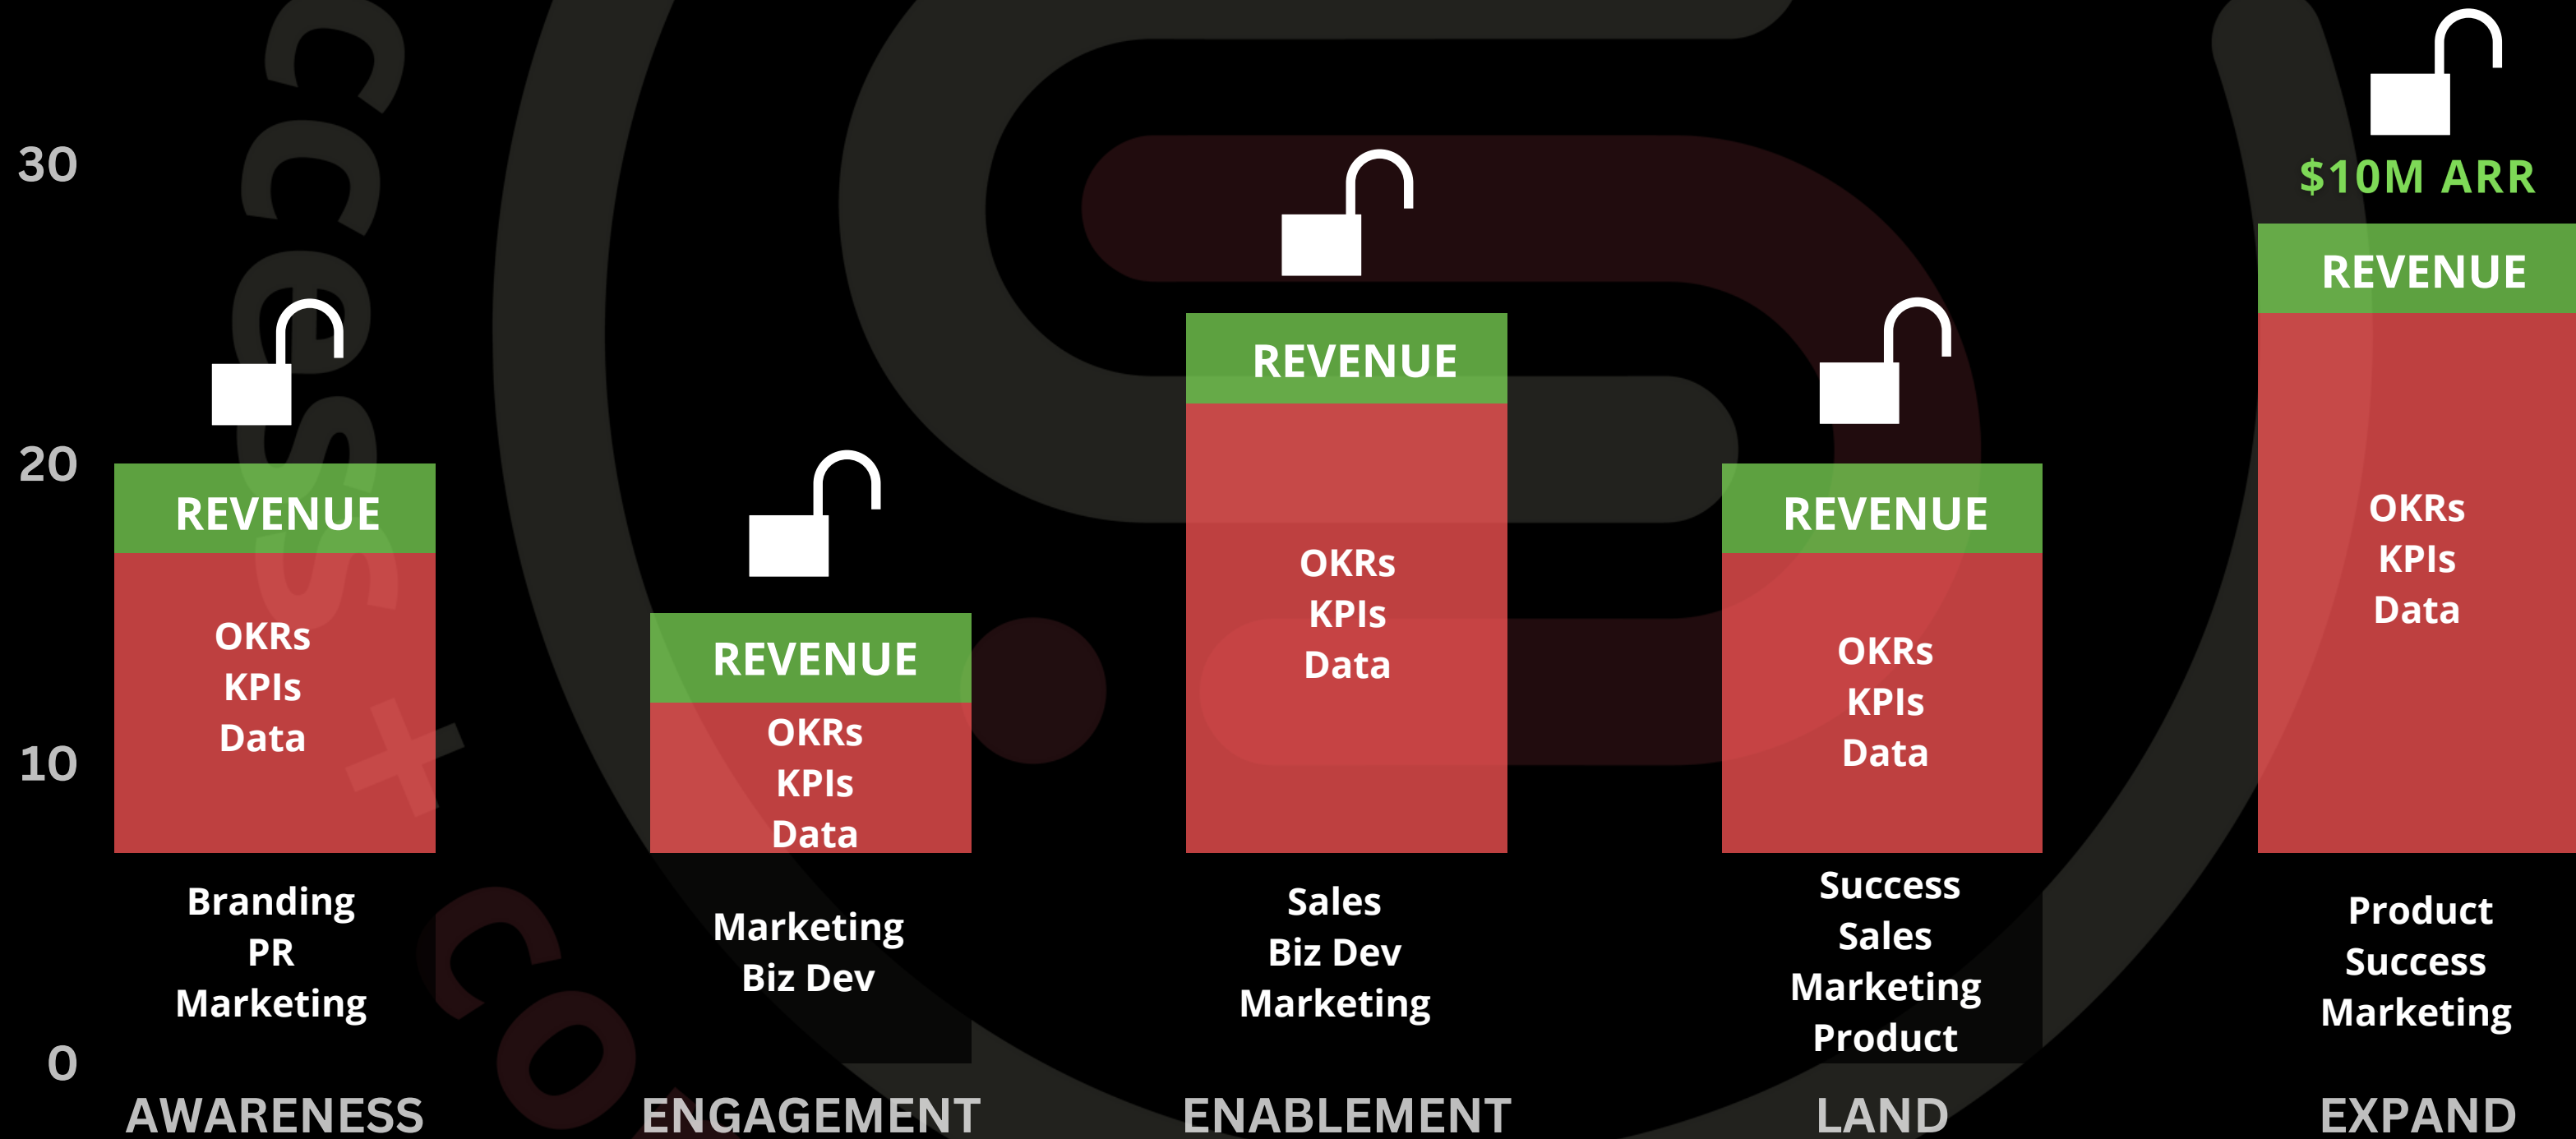 30
20
10
0
REVENUE
OKRs
KPIs
Data
Branding
PR
Marketing
AWARENESS
REVENUE
OKRs
KPIs
Data
Marketing
Biz Dev
ENGAGEMENT
REVENUE
OKRs
KPIs
Data
Sales
Biz Dev
Marketing
ENABLEMENT
REVENUE
OKRs
KPIs
Data
Success
Sales
Marketing
Product
LAND
$10M ARR
REVENUE
OKRs
KPIs
Data
Product
Success
Marketing
EXPAND